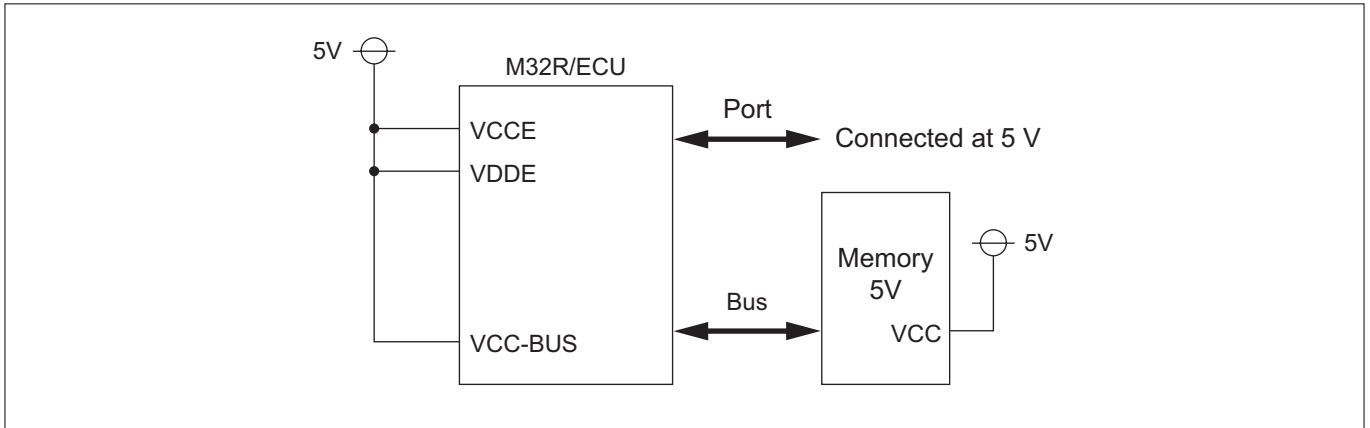 5V
M32R/ECU
VCCE
VDDE
VCC-BUS
Port
Connected at 5 V
Bus
Memory
5V
VCC
5V